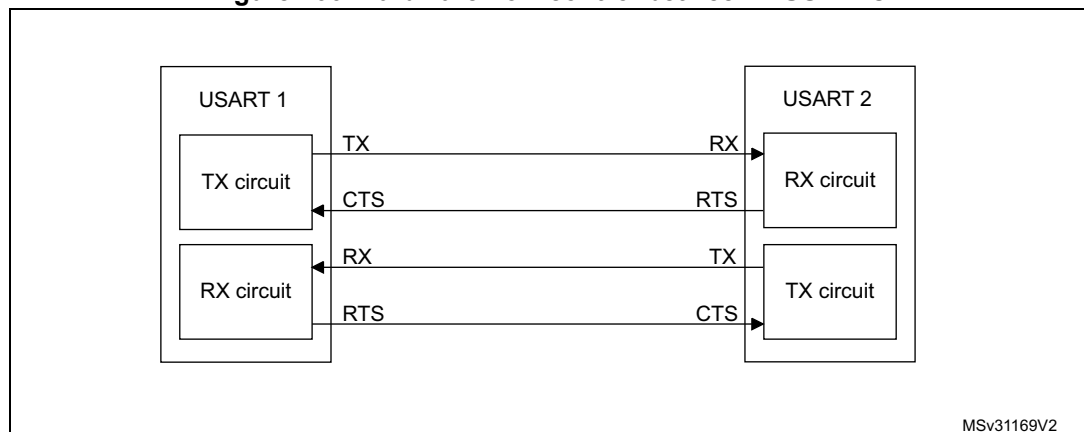 USART 1
USART 2
TX circuit
TX
RX
RX circuit
CTS
RTS
RX circuit
RX
TX
TX circuit
RTS
CTS
MSv31169V2